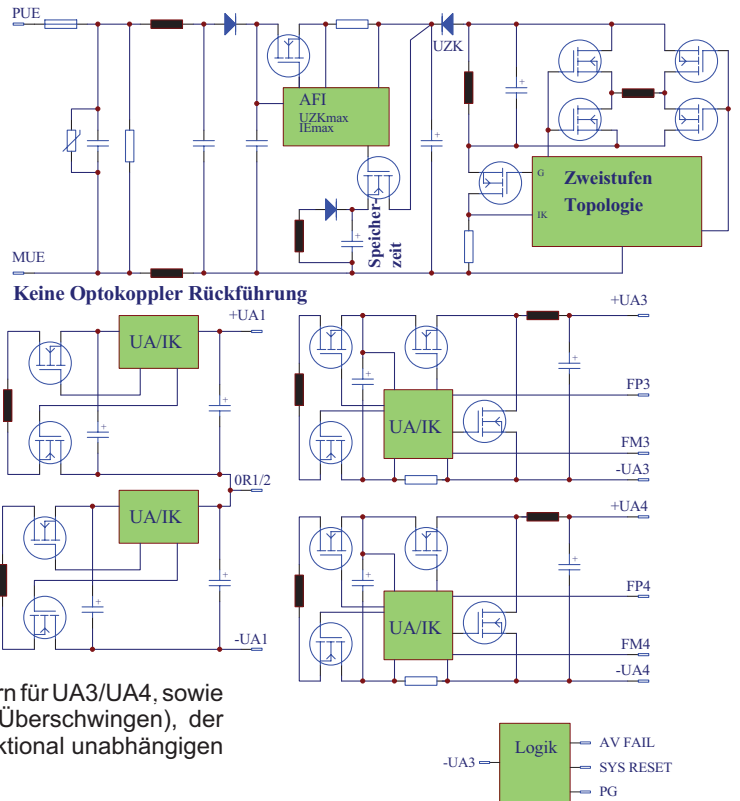 PUE
UZK
AFI
UZKmax
IEmax
G
Zweistufen
Topologie
IK
Speicher-
zeit
MUE
Keine Optokoppler Rückführung
+UA1
UA/IK
0R1/2
UA/IK
-UA1
+UA3
FP3
UA/IK
FM3
-UA3
+UA4
FP4
UA/IK
FM4
-UA4
rn für UA3/UA4, sowie
Überschwingen), der
ktional unabhängigen
-UA3
Logik
AV FAIL
SYS RESET
PG